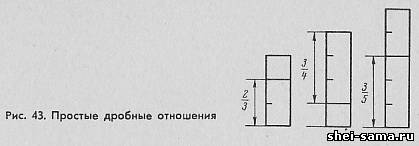 Рис. 43. Простые дробные отношения
2/3
3/4
3/5
shei-sama.ru